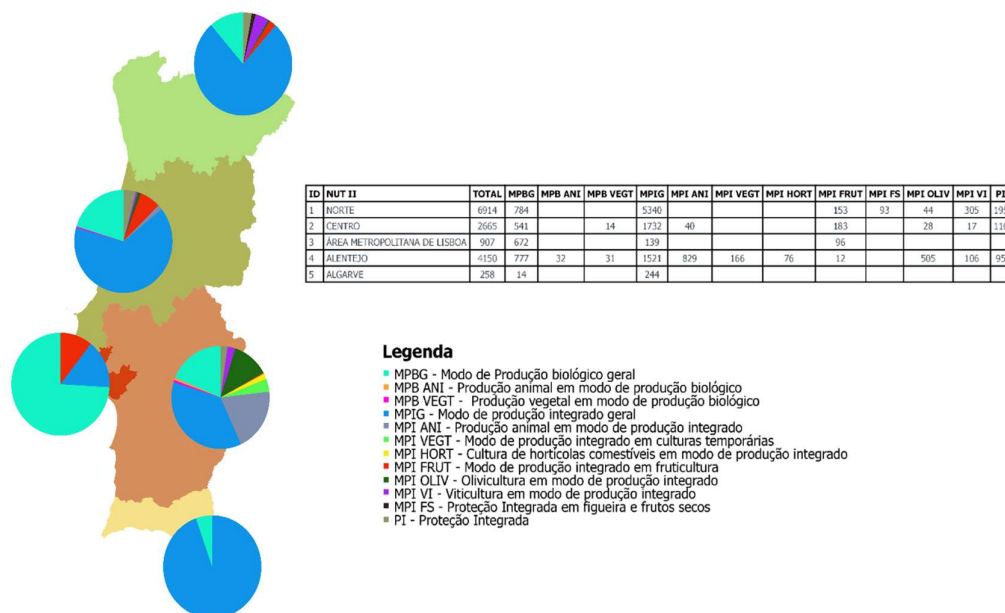 ID NUT II TOTAL MPBG MPB ANI MPB VEGT MPIG MPI ANI MPI VEGT MPI HORT MPI FRUT MPI FS MPI OLIV MPI VI PI
1 NORTE 6914 784 5340 153 93 44 305 195
2 CENTRO 2665 541 14 1732 40 183 28 17 110
3 ÁREA METROPOLITANA DE LISBOA 907 672 139 96
4 ALENTEJO 4150 777 32 31 1521 829 166 76 12 505 106 95
5 ALGARVE 258 14 244
Legenda
MPBG - Modo de Produção biológico geral
MPB ANI - Produção animal em modo de produção biológico
MPB VEGT - Produção vegetal em modo de produção biológico
MPIG - Modo de produção integrado geral
MPI ANI - Produção animal em modo de produção integrado
MPI VEGT - Modo de produção integrado em culturas temporárias
MPI HORT - Cultura de hortícolas comestíveis em modo de produção integrado
MPI FRUT - Modo de produção integrado em fruticultura
MPI OLIV - Olivicultura em modo de produção integrado
MPI VI - Viticultura em modo de produção integrado
MPI FS - Proteção Integrada em figueira e frutos secos
PI - Proteção Integrada